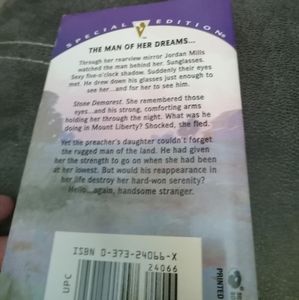 SPECIAL EDITION
THE MAN OF HER DREAMS...
Through her rearview mirror Jordan Mills
watched the man behind her. Sunglasses.
Sexy five-o'clock shadow. Suddenly their eyes
met. He drew down his glasses just enough to
see her...and for her to see him.
Stone Demarest. She remembered those
eyes...and his strong, comforting arms
holding her through the night. What was he
doing in Mount Liberty? Shocked, she fled.
Yet the preacher's daughter couldn't forget
the rugged man of the land. He had given
her the strength to go on when she had been
at her lowest. But would his reappearance in
her life destroy her hard-won serenity?
Hello...again, handsome stranger.
ISBN 0-373-24066-X
24066
UPC
PRINTED